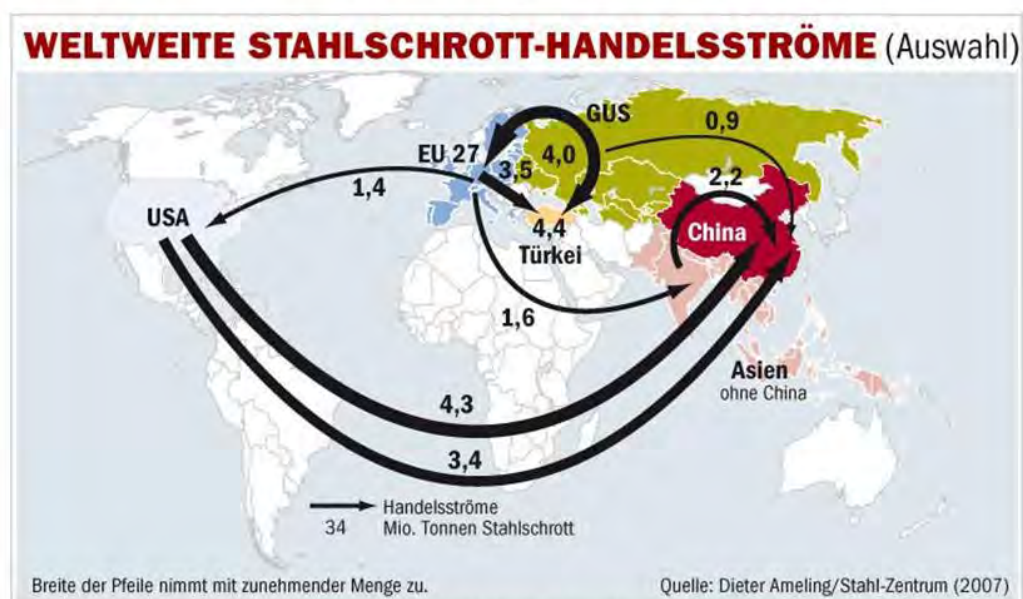 WELTWEITE STAHLSCHROTT-HANDELSSTRÖME (Auswahl)
GUS
0,9
EU 27
4,0
3,5
2,2
1,4
USA
4,4
China
Türkei
1,6
Asien
ohne China
4,3
3,4
Handelsströme
34 Mio. Tonnen Stahlschrott
Breite der Pfeile nimmt mit zunehmender Menge zu.
Quelle: Dieter Ameling/Stahl-Zentrum (2007)